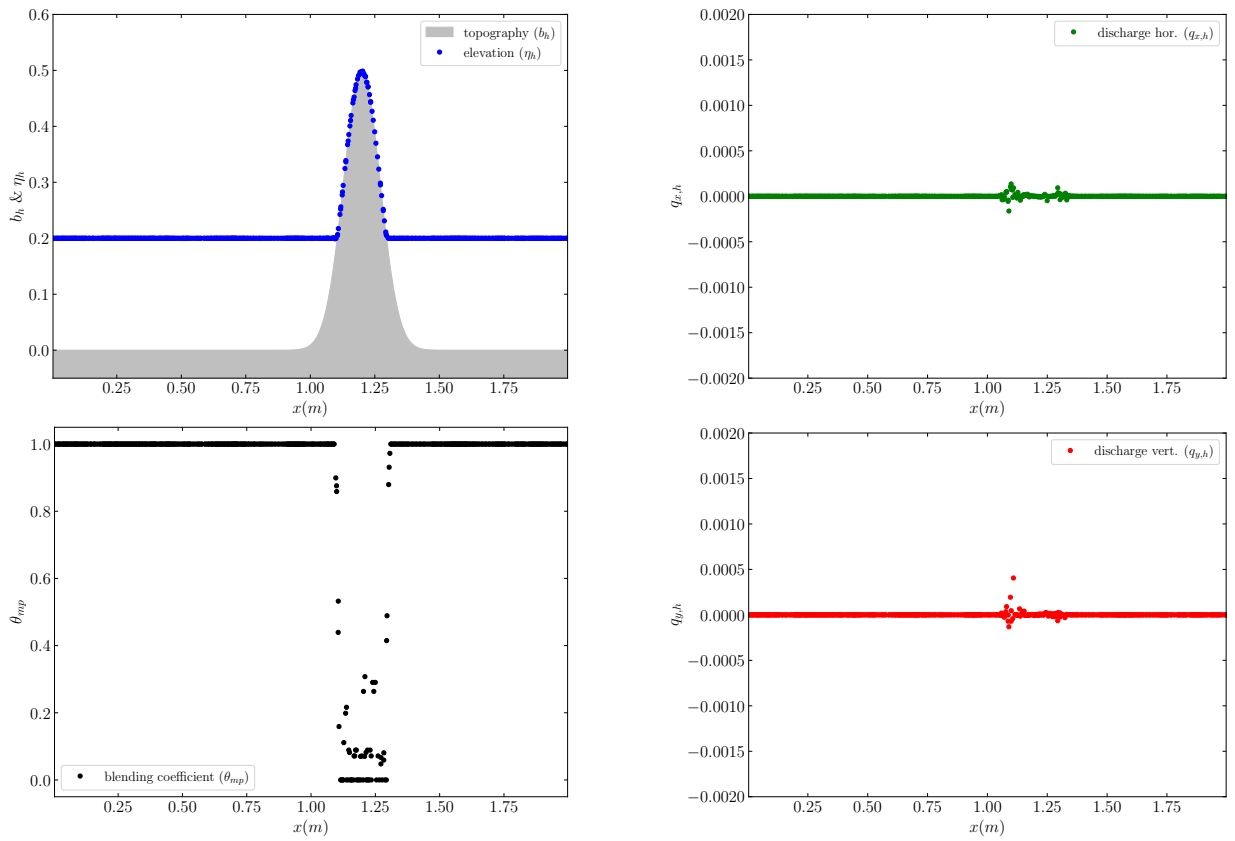 0.6
0.5
0.4
0.3
0.2
0.1
0.0
b_h & η_h
topography (b_h)
elevation (η_h)
0.25 0.50 0.75 1.00 1.25 1.50 1.75
x(m)
0.0020
0.0015
0.0010
0.0005
0.0000
−0.0005
−0.0010
−0.0015
−0.0020
q_{x,h}
discharge hor. (q_{x,h})
0.25 0.50 0.75 1.00 1.25 1.50 1.75
x(m)
1.0
0.8
0.6
0.4
0.2
0.0
θ_{mp}
blending coefficient (θ_{mp})
0.25 0.50 0.75 1.00 1.25 1.50 1.75
x(m)
0.0020
0.0015
0.0010
0.0005
0.0000
−0.0005
−0.0010
−0.0015
−0.0020
q_{y,h}
discharge vert. (q_{y,h})
0.25 0.50 0.75 1.00 1.25 1.50 1.75
x(m)